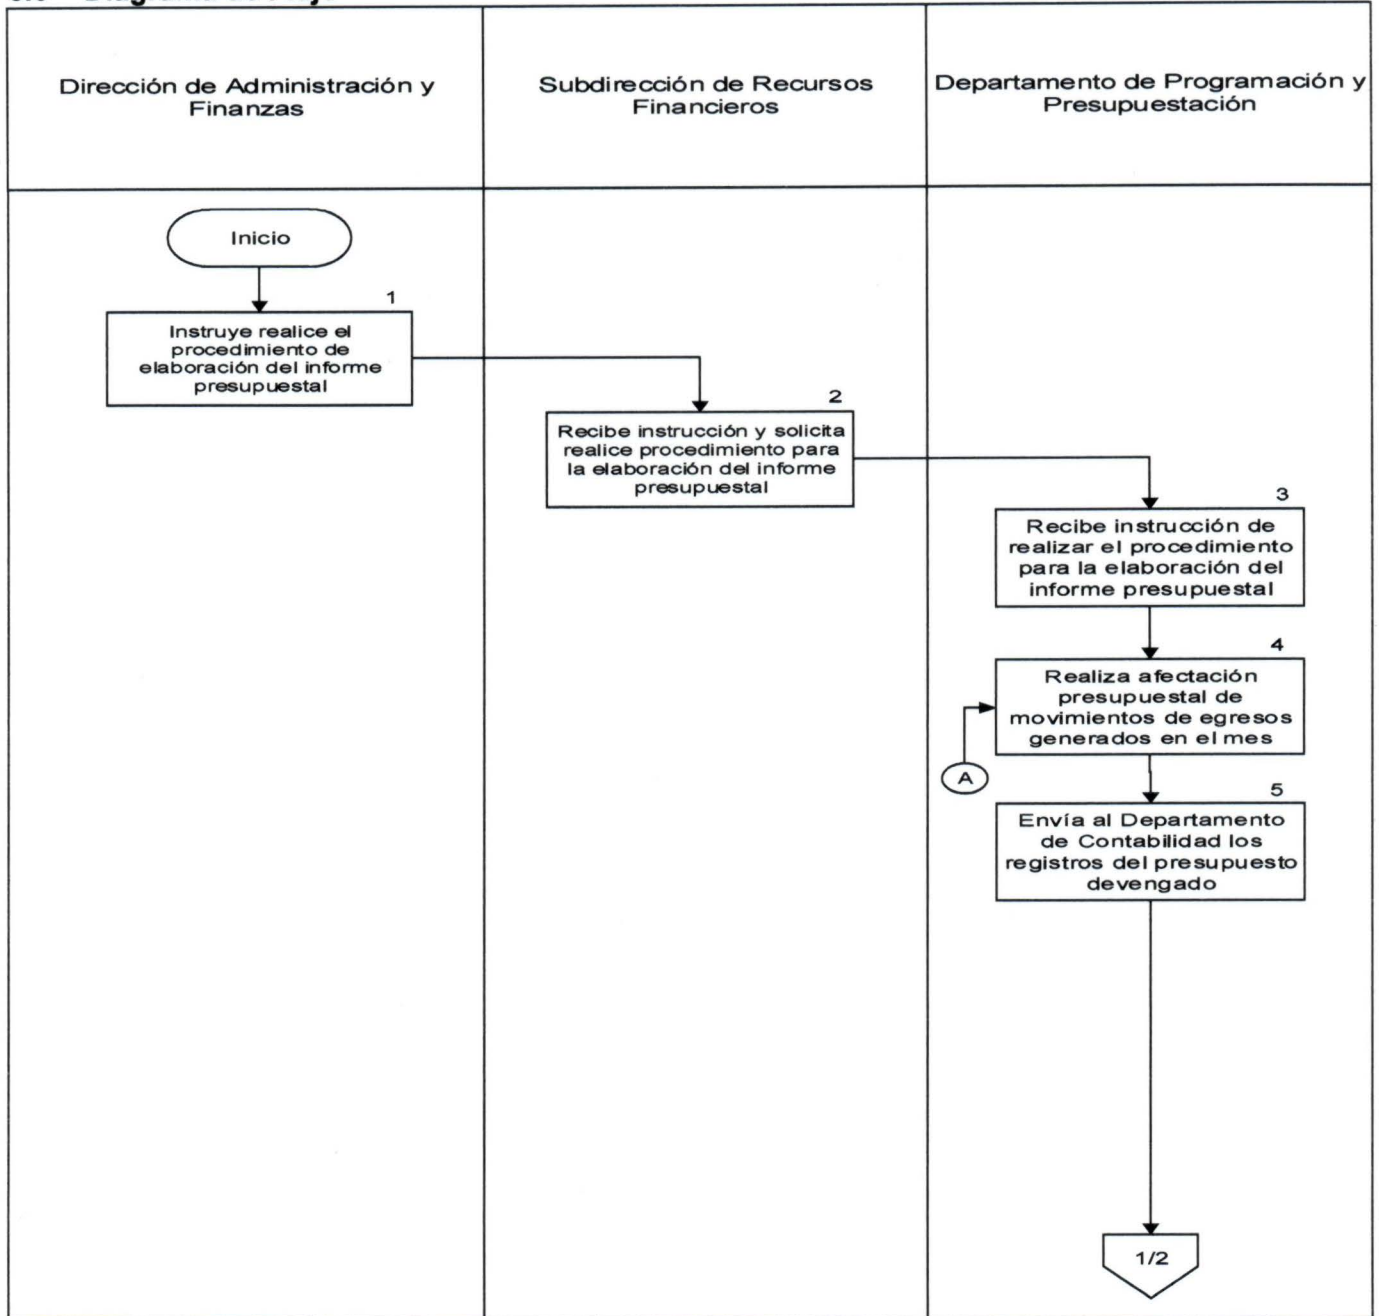 Dirección de Administración y
Finanzas
Subdirección de Recursos
Financieros
Departamento de Programación y
Presupuestación
Inicio
1
Instruye realice el
procedimiento de
elaboración del informe
presupuestal
2
Recibe instrucción y solicita
realice procedimiento para
la elaboración del informe
presupuestal
3
Recibe instrucción de
realizar el procedimiento
para la elaboración del
informe presupuestal
4
Realiza afectación
presupuestal de
movimientos de egresos
generados en el mes
A
5
Envía al Departamento
de Contabilidad los
registros del presupuesto
devengado
1/2